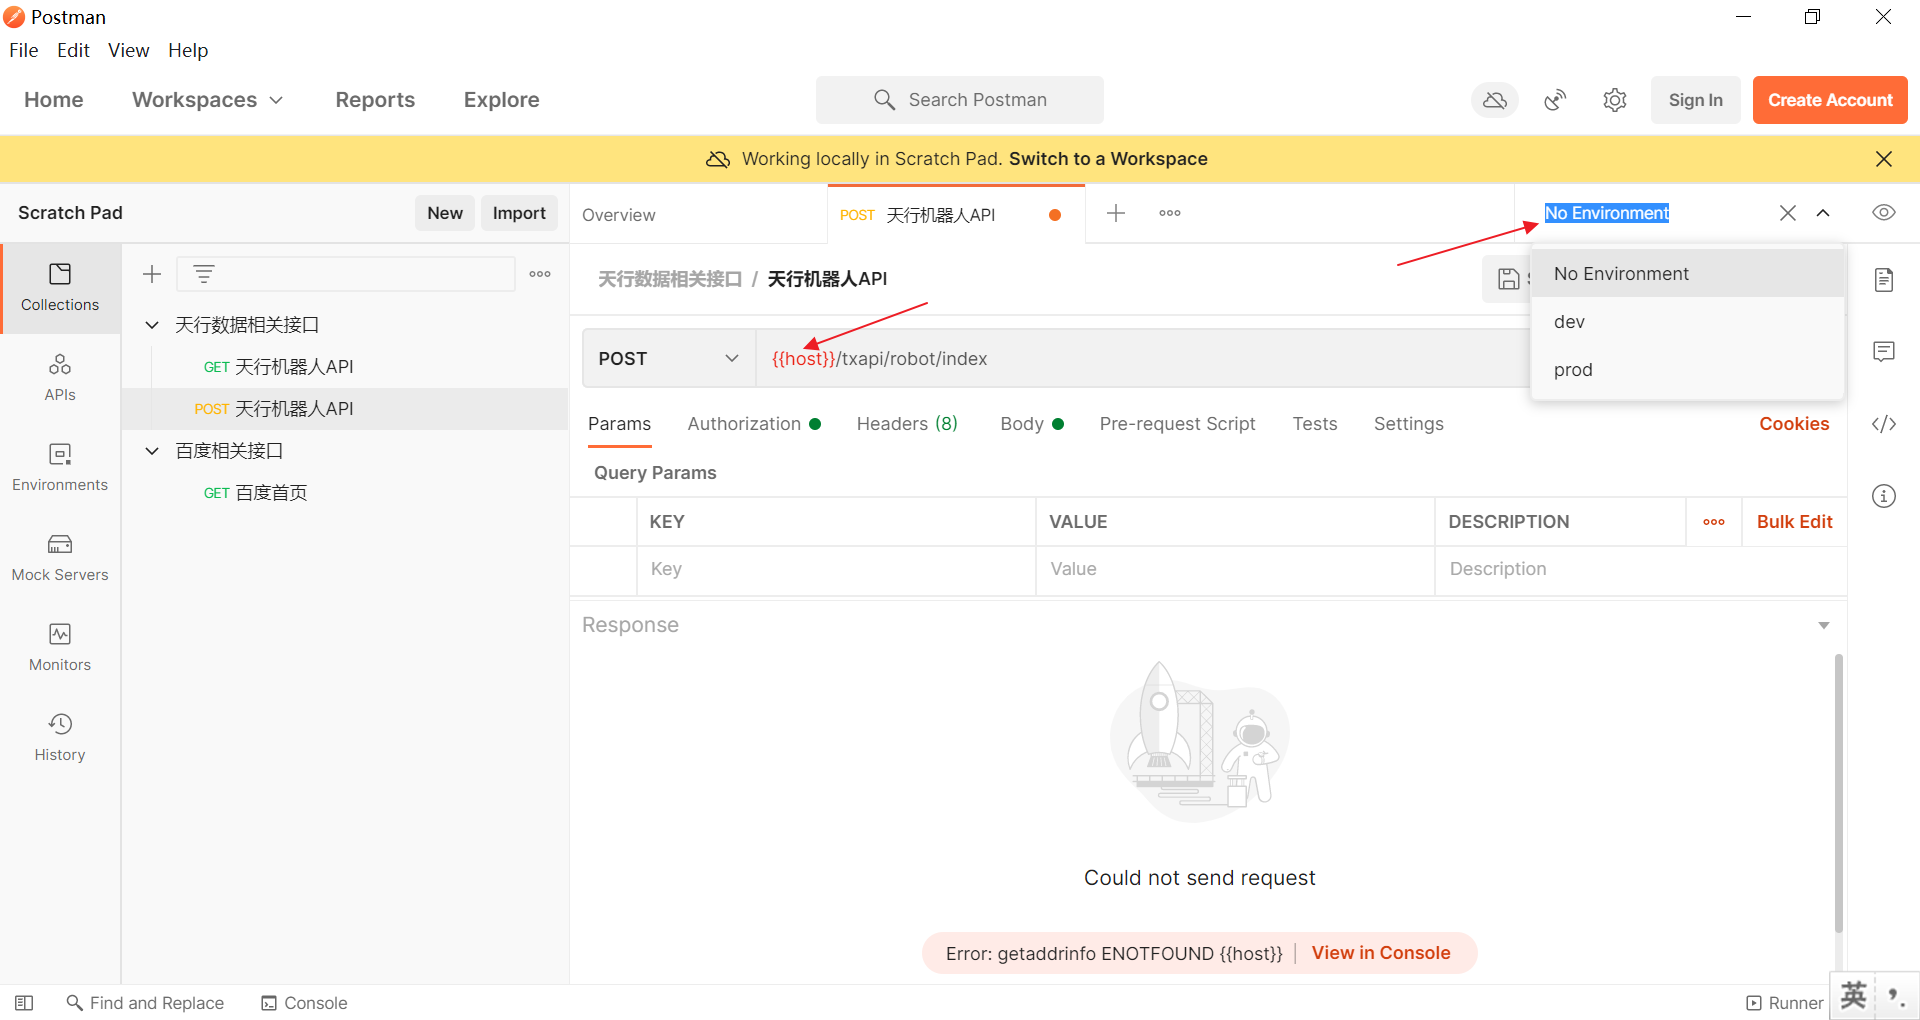 Postman
File Edit View Help
Home Workspaces Reports Explore Search Postman Sign In Create Account
Working locally in Scratch Pad. Switch to a Workspace
Scratch Pad New Import Overview POST 天行机器人API No Environment
Collections
APIs
Environments
Mock Servers
Monitors
History
天行数据相关接口
GET 天行机器人API
POST 天行机器人API
百度相关接口
GET 百度首页
天行数据相关接口 / 天行机器人API
No Environment
dev
prod
POST {{host}}/txapi/robot/index
Params Authorization Headers (8) Body Pre-request Script Tests Settings Cookies
Query Params
KEY VALUE DESCRIPTION Bulk Edit
Key Value Description
Response
Could not send request
Error: getaddrinfo ENOTFOUND {{host}} View in Console
Find and Replace Console Runner 英